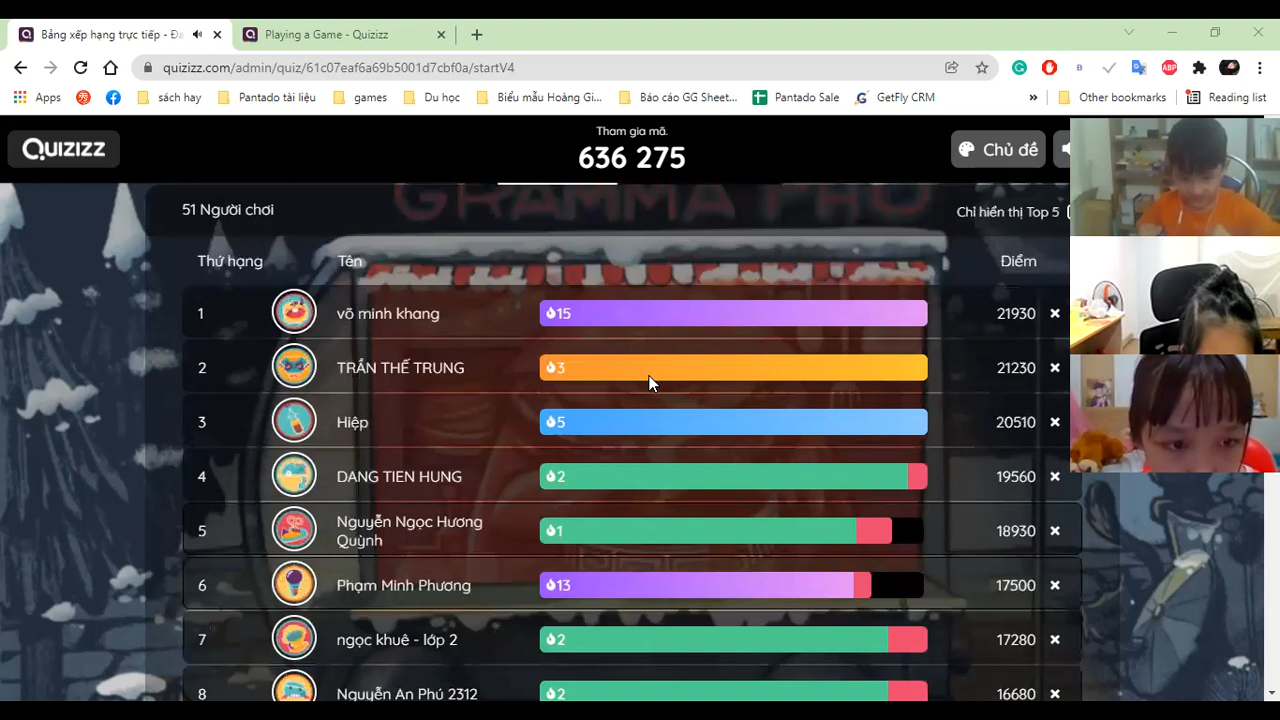 Bảng xếp hạng trực tiếp - Đa
Playing a Game - Quizizz
quizizz.com/admin/quiz/61c07eaf6a69b5001d7cbf0a/startV4
Apps
sách hay
Pantado tài liệu
games
Du học
Biểu mẫu Hoàng Gi...
Báo cáo GG Sheet...
Pantado Sale
GetFly CRM
»
Other bookmarks
Reading list
ABP
QUIZIZZ
Tham gia mã.
636 275
Chủ đề
GRAMMA PHO
51 Người chơi
Chỉ hiển thị Top 5
Thứ hạng Tên Điểm
1 võ minh khang 15 21930
2 TRẦN THẾ TRUNG 3 21230
3 Hiệp 5 20510
4 DANG TIEN HUNG 2 19560
5 Nguyễn Ngọc Hương Quỳnh 1 18930
6 Phạm Minh Phương 13 17500
7 ngọc khuê - lớp 2 2 17280
8 Nguyễn An Phú 2312 2 16680